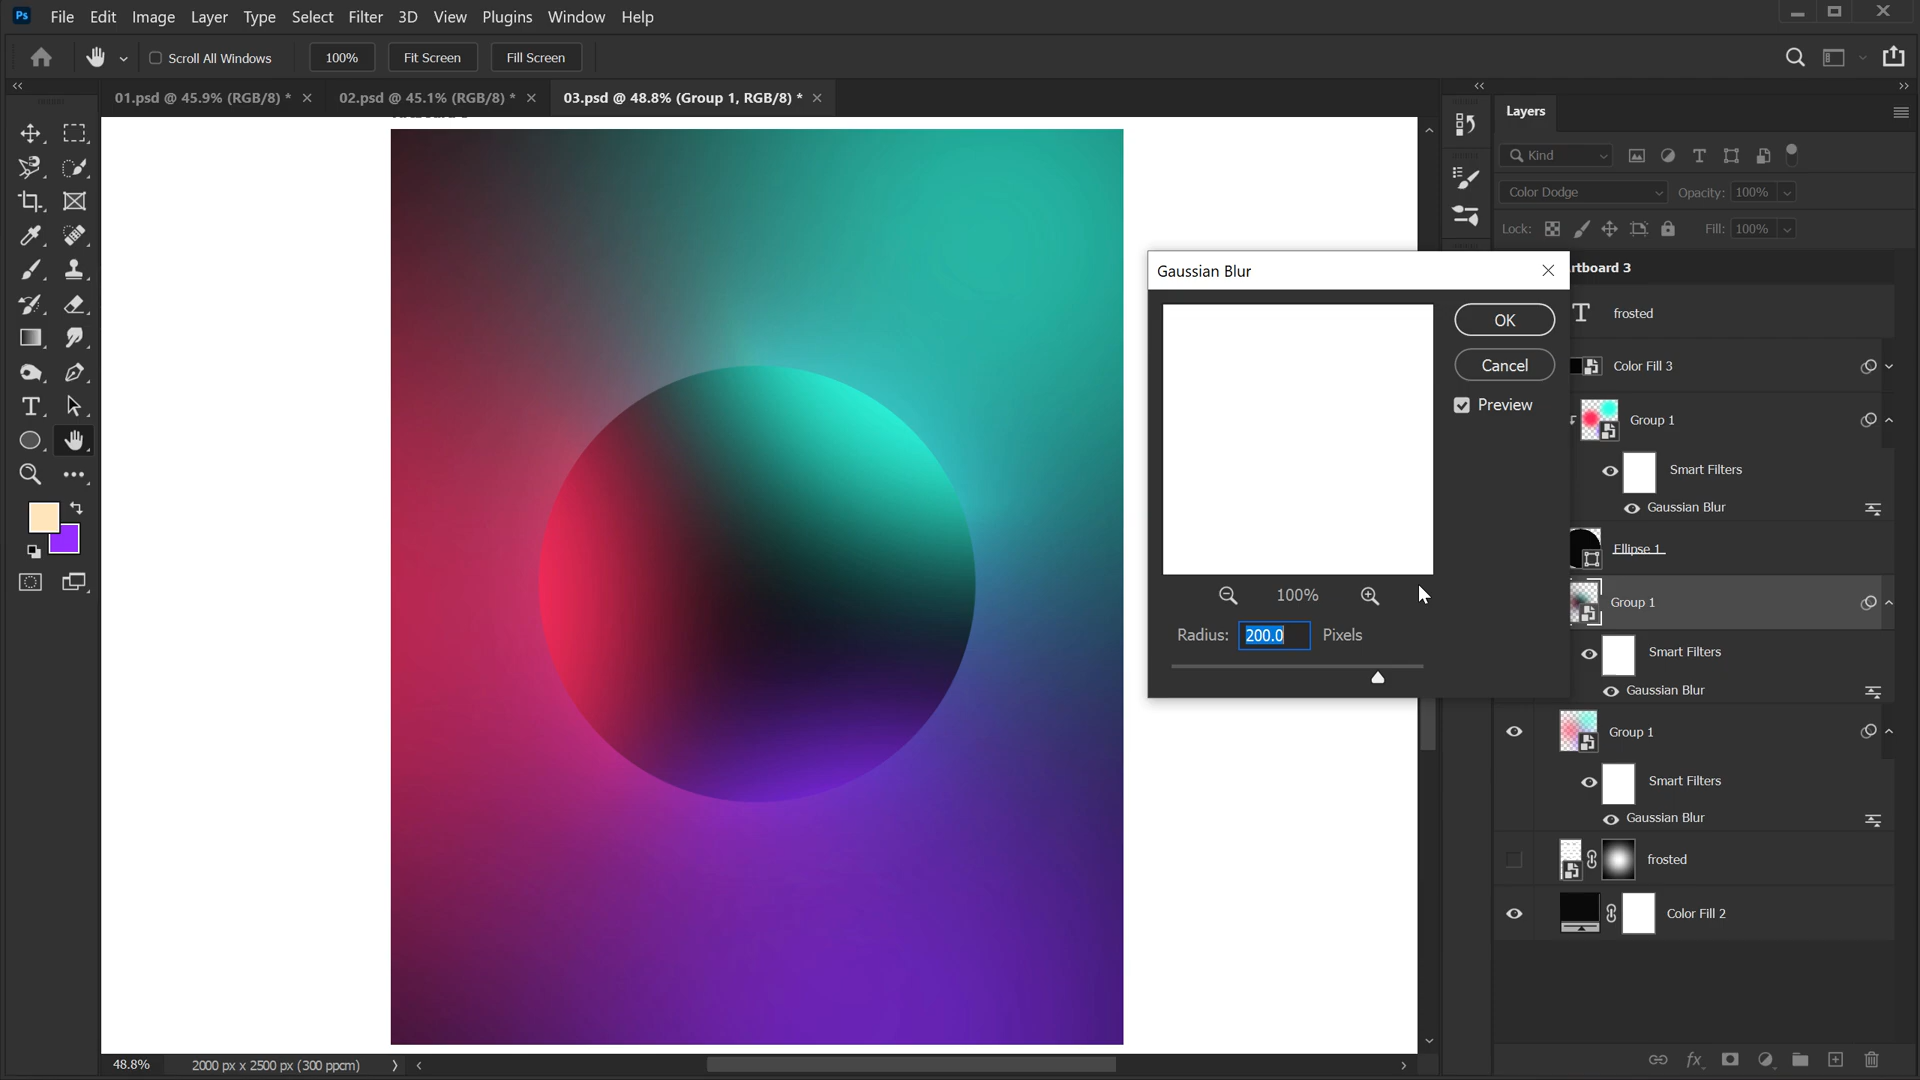 Ps File Edit Image Layer Type Select Filter 3D View Plugins Window Help
Scroll All Windows 100% Fit Screen Fill Screen
01.psd @ 45.9% (RGB/8) * 02.psd @ 45.1% (RGB/8) * 03.psd @ 48.8% (Group 1, RGB/8) *
Layers
Kind
Color Dodge Opacity: 100%
Lock: Fill: 100%
Gaussian Blur
rtboard 3
OK
frosted
Cancel
Color Fill 3
Preview
Group 1
Smart Filters
Gaussian Blur
Ellipse 1
100%
Group 1
Radius: 200.0 Pixels
Smart Filters
Gaussian Blur
Group 1
Smart Filters
Gaussian Blur
frosted
Color Fill 2
fx
48.8% 2000 px x 2500 px (300 ppcm)